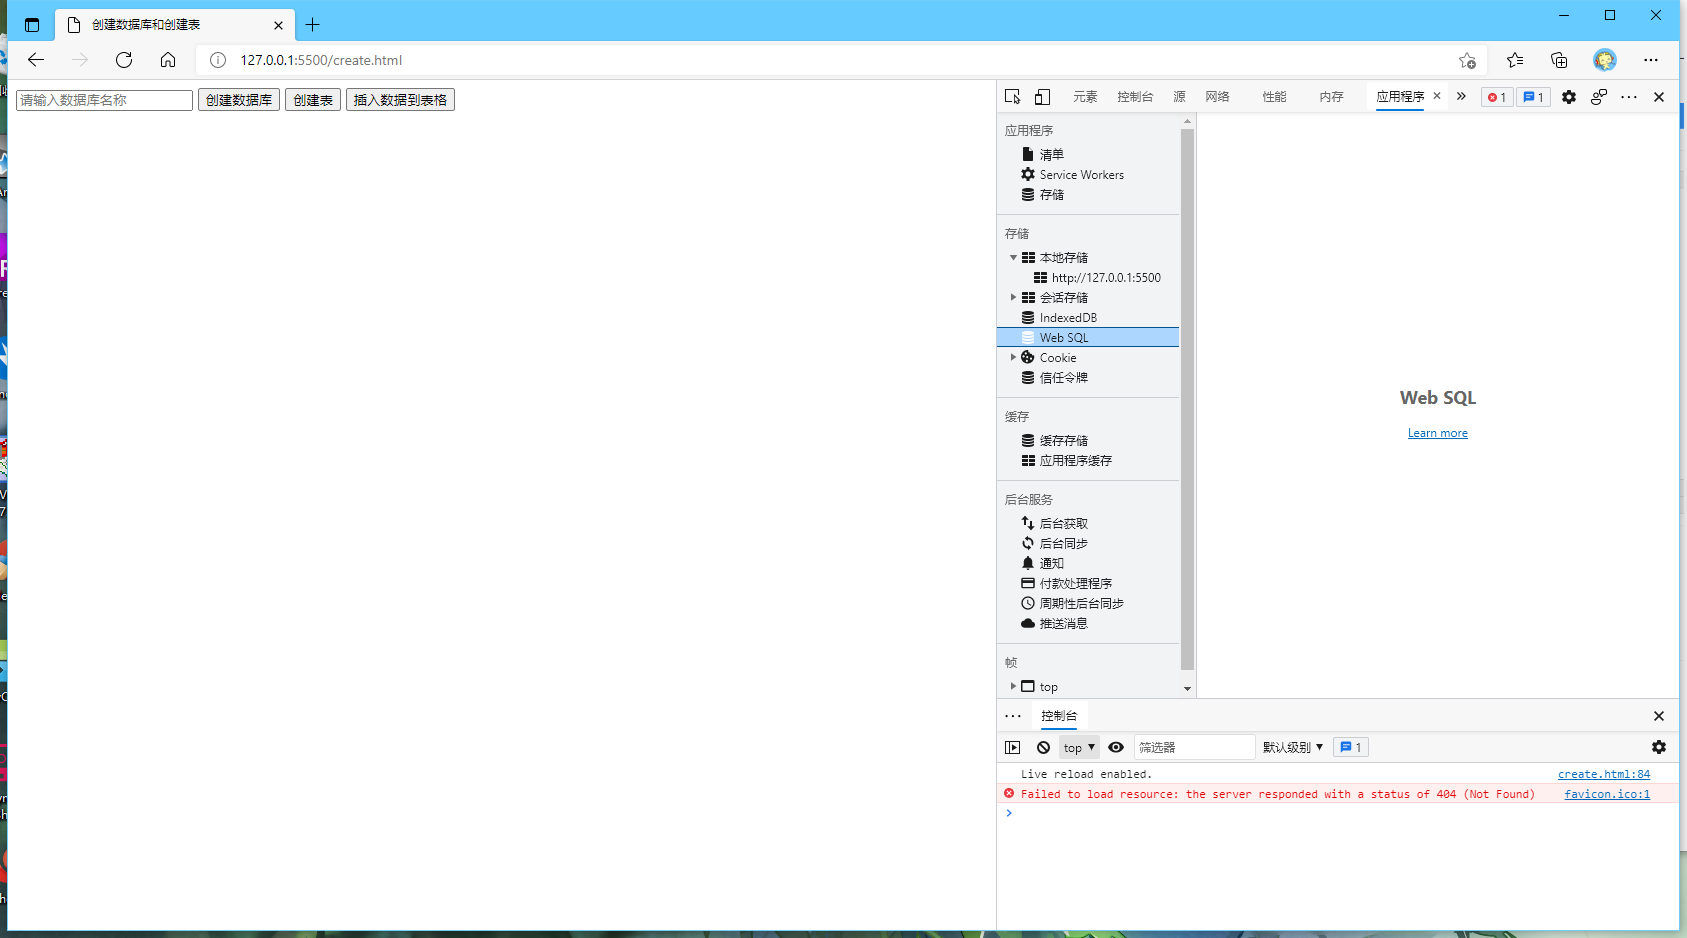 创建数据库和创建表
127.0.0.1:5500/create.html
请输入数据库名称 创建数据库 创建表 插入数据到表格
元素 控制台 源 网络 性能 内存 应用程序 1 1
应用程序
清单
Service Workers
存储
存储
本地存储
http://127.0.0.1:5500
会话存储
IndexedDB
Web SQL
Cookie
信任令牌
缓存
缓存存储
应用程序缓存
后台服务
后台获取
后台同步
通知
付款处理程序
周期性后台同步
推送消息
帧
top
Web SQL
Learn more
控制台
top 筛选器 默认级别 1
Live reload enabled. create.html:84
Failed to load resource: the server responded with a status of 404 (Not Found) favicon.ico:1